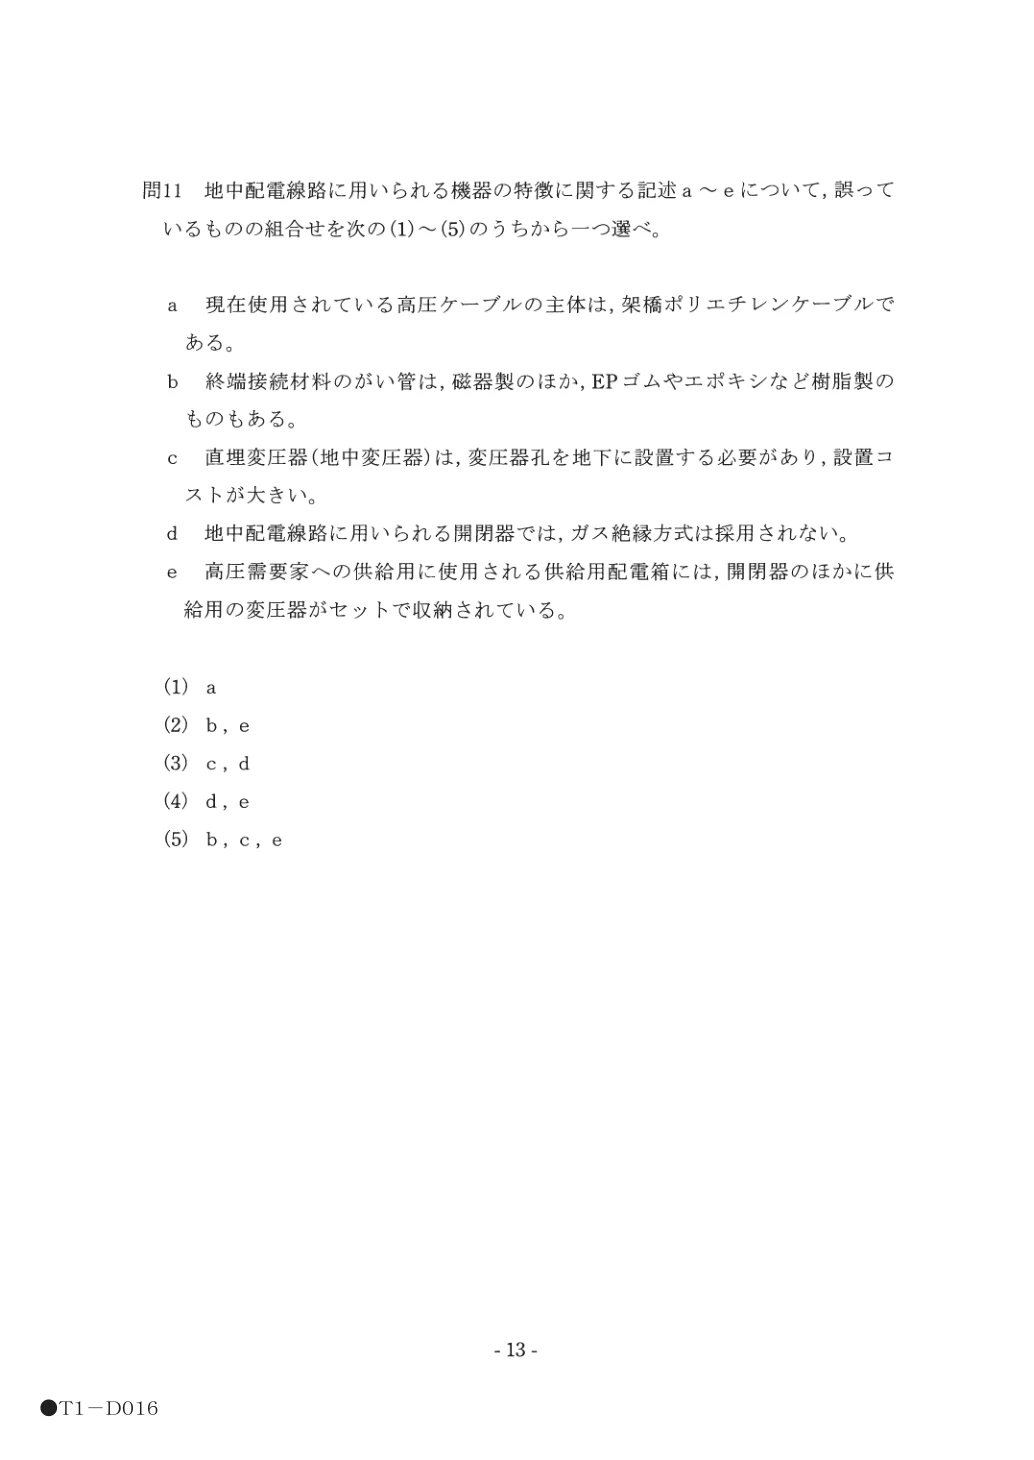 問11 地中配電線路に用いられる機器の特徴に関する記述 a ～ e について, 誤って
いるものの組合せを次の(1)～(5)のうちから一つ選べ。
a 現在使用されている高圧ケーブルの主体は, 架橋ポリエチレンケーブルで
ある。
b 終端接続材料のがい管は, 磁器製のほか, EP ゴムやエポキシなど樹脂製の
ものもある。
c 直埋変圧器(地中変圧器)は, 変圧器孔を地下に設置する必要があり, 設置コ
ストが大きい。
d 地中配電線路に用いられる開閉器では, ガス絶縁方式は採用されない。
e 高圧需要家への供給用に使用される供給用配電箱には, 開閉器のほかに供
給用の変圧器がセットで収納されている。
(1) a
(2) b , e
(3) c , d
(4) d , e
(5) b , c , e
- 13 -
●T1－D016